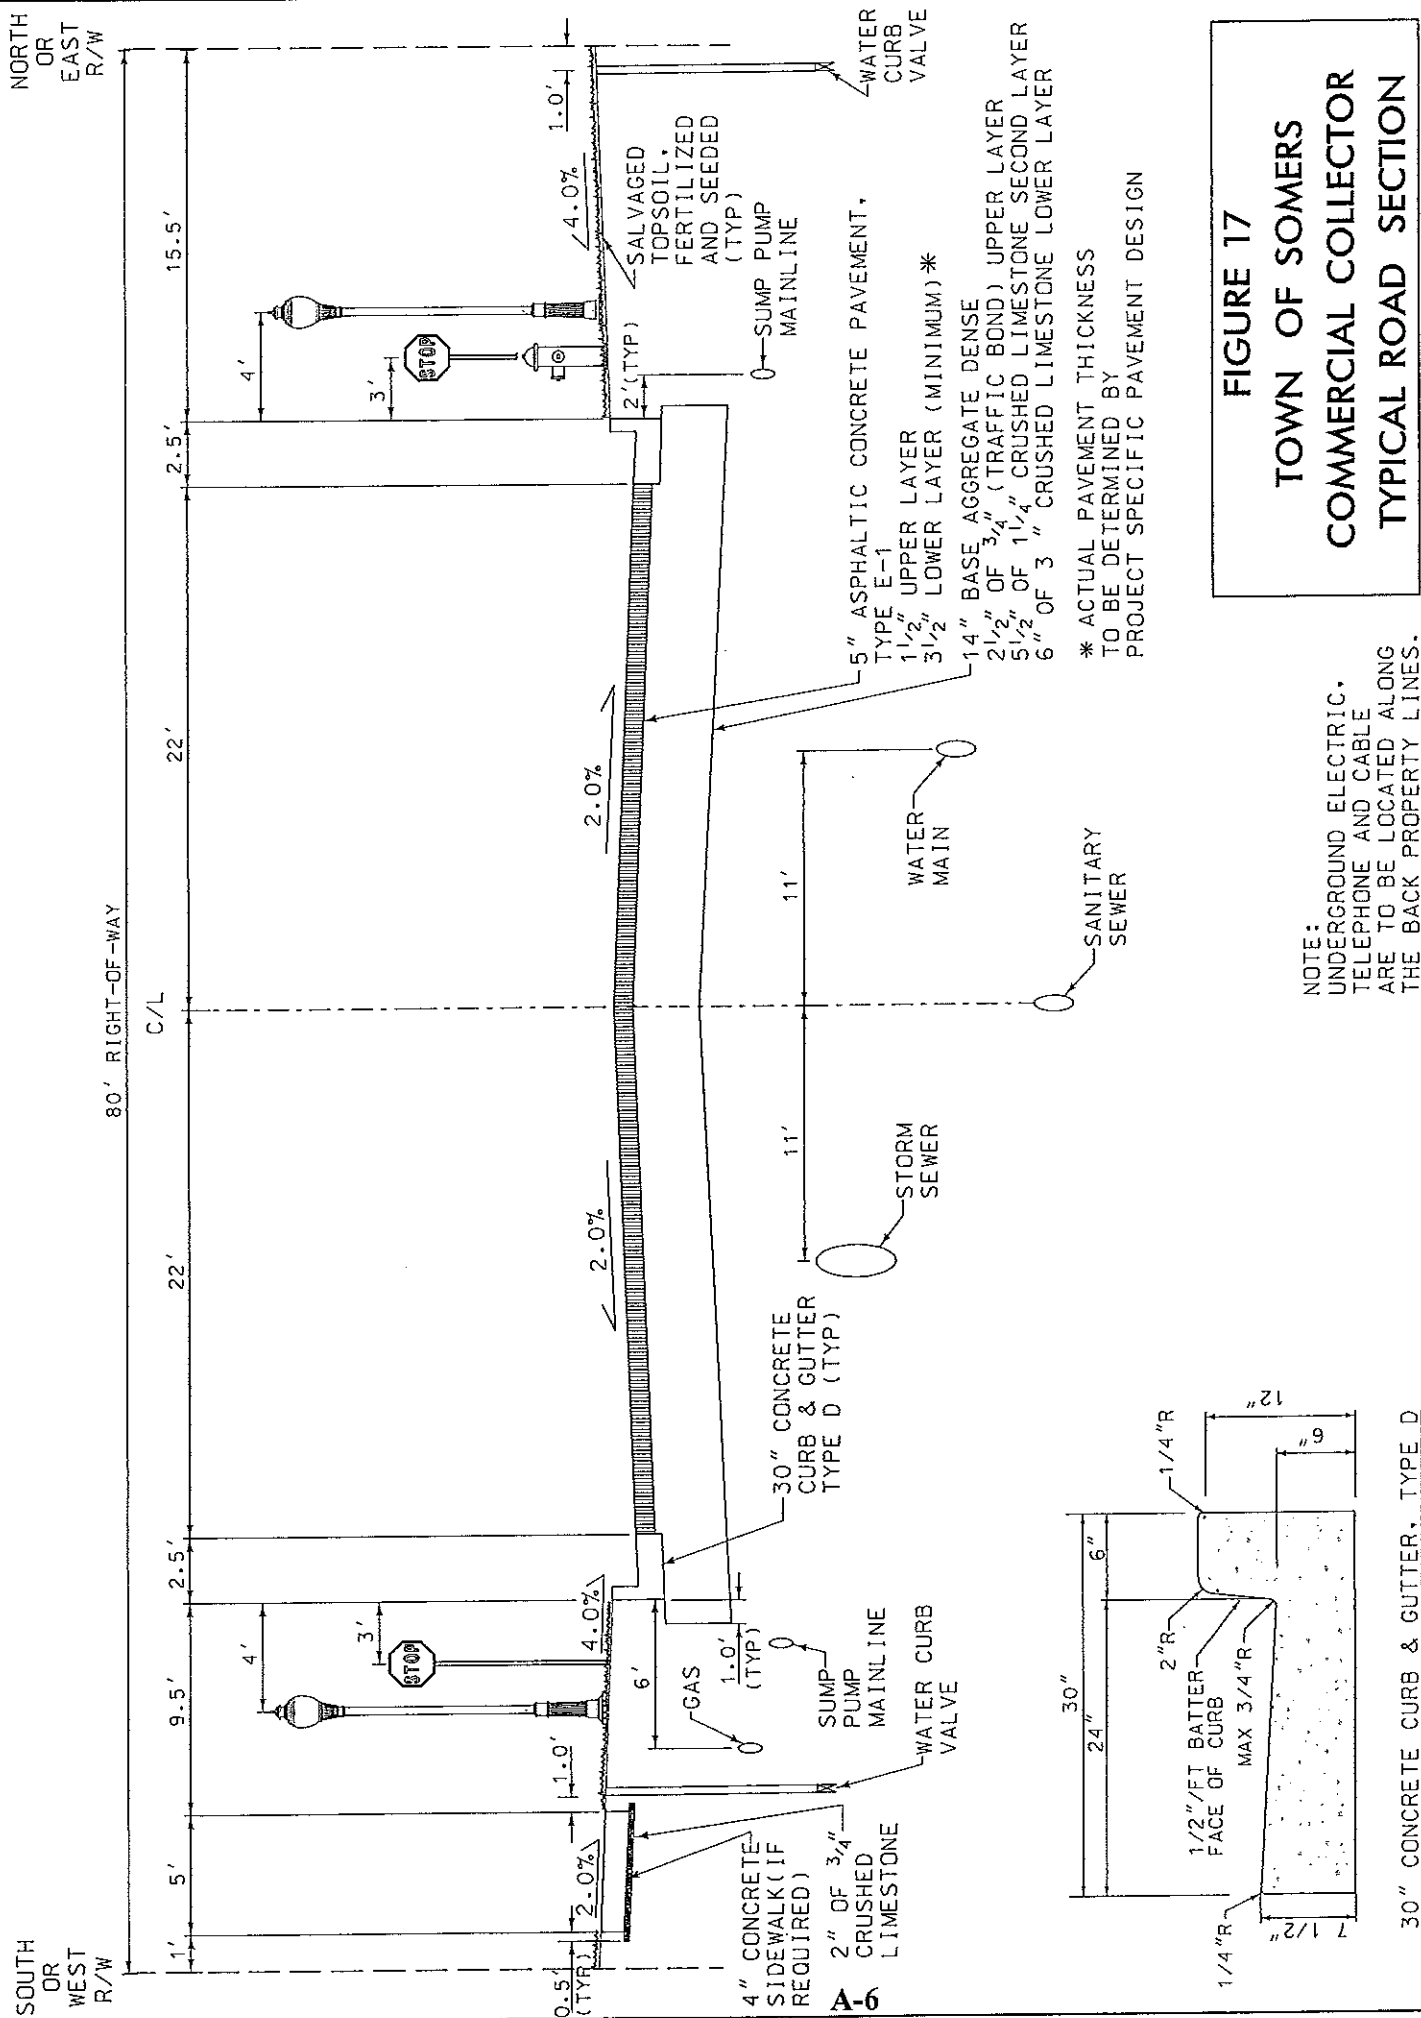 SOUTH
OR
WEST
R/W
NORTH
OR
EAST
R/W
80' RIGHT-OF-WAY
C/L
1'
5'
9.5'
2.5'
22'
22'
2.5'
15.5'
4'
3'
STOP
4'
3'
STOP
0.5'
(TYP)
2.0%
1.0'
4.0%
2.0%
2.0%
4.0%
1.0'
6'
GAS
1.0'
(TYP)
2'(TYP)
SALVAGED
TOPSOIL,
FERTILIZED
AND SEEDED
(TYP)
SUMP PUMP
MAINLINE
WATER
CURB
VALVE
4" CONCRETE
SIDEWALK(IF
REQUIRED)
2" OF 3/4"
CRUSHED
LIMESTONE
SUMP
PUMP
MAINLINE
WATER CURB
VALVE
30" CONCRETE
CURB & GUTTER
TYPE D (TYP)
11'
11'
STORM
SEWER
WATER
MAIN
SANITARY
SEWER
5" ASPHALTIC CONCRETE PAVEMENT,
TYPE E-1
1 1/2" UPPER LAYER
3 1/2" LOWER LAYER (MINIMUM)*
14" BASE AGGREGATE DENSE
2 1/2" OF 3/4" (TRAFFIC BOND) UPPER LAYER
5 1/2" OF 1 1/4" CRUSHED LIMESTONE SECOND LAYER
6" OF 3" CRUSHED LIMESTONE LOWER LAYER
* ACTUAL PAVEMENT THICKNESS
TO BE DETERMINED BY
PROJECT SPECIFIC PAVEMENT DESIGN
A-6
30"
24"
6"
1/4"R
2"R
1/2"/FT BATTER
FACE OF CURB
MAX 3/4"R
1/4"R
7 1/2"
6"
12"
30" CONCRETE CURB & GUTTER, TYPE D
NOTE:
UNDERGROUND ELECTRIC,
TELEPHONE AND CABLE
ARE TO BE LOCATED ALONG
THE BACK PROPERTY LINES.
FIGURE 17
TOWN OF SOMERS
COMMERCIAL COLLECTOR
TYPICAL ROAD SECTION